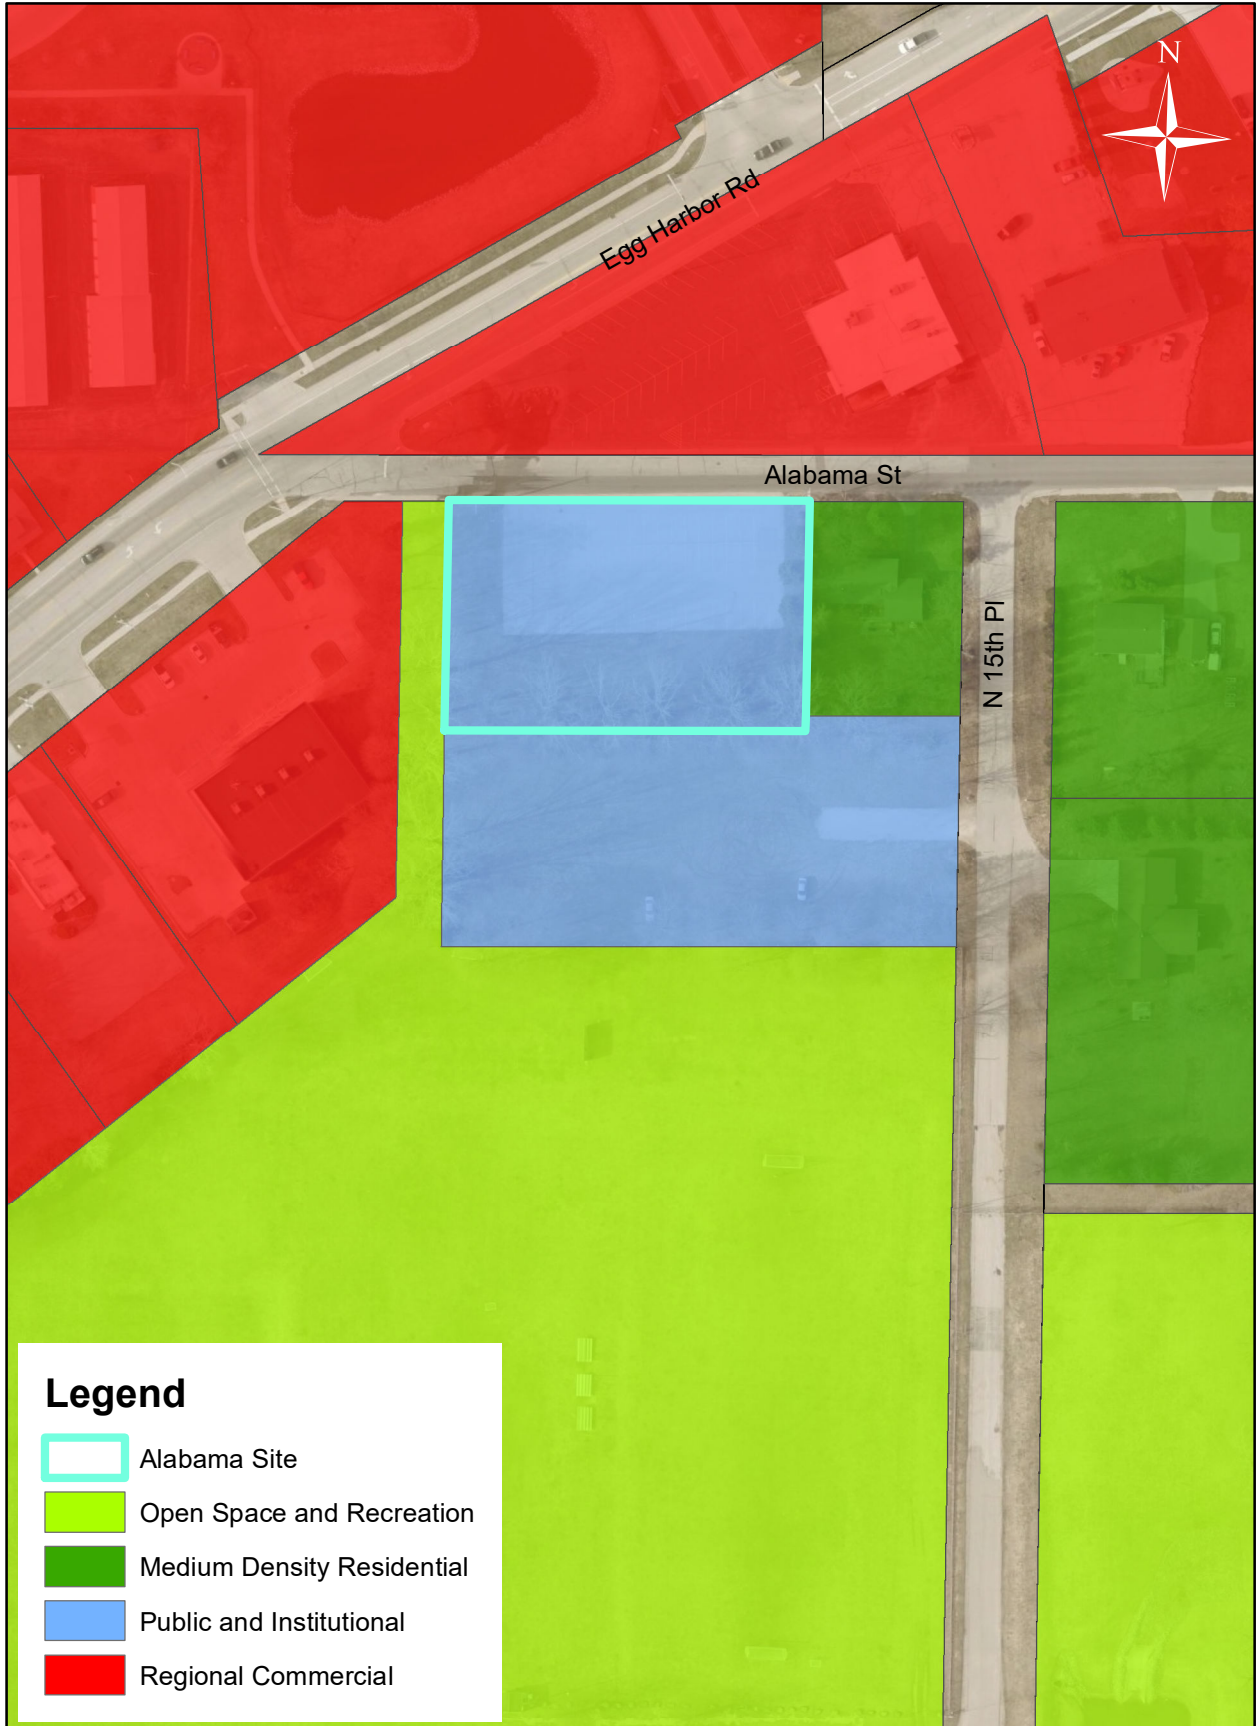 N
Egg Harbor Rd
Alabama St
N 15th Pl
Legend
Alabama Site
Open Space and Recreation
Medium Density Residential
Public and Institutional
Regional Commercial